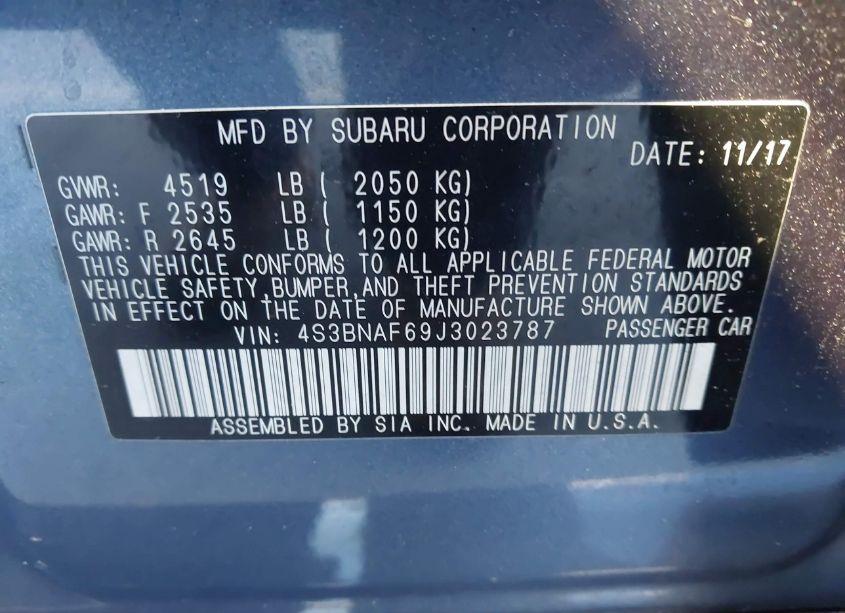 MFD BY SUBARU CORPORATION
DATE: 11/17
GVWR: 4519 LB ( 2050 KG)
GAWR: F 2535 LB ( 1150 KG)
GAWR: R 2645 LB ( 1200 KG)
THIS VEHICLE CONFORMS TO ALL APPLICABLE FEDERAL MOTOR
VEHICLE SAFETY,BUMPER,AND THEFT PREVENTION STANDARDS
IN EFFECT ON THE DATE OF MANUFACTURE SHOWN ABOVE.
VIN: 4S3BNAF69J3023787 PASSENGER CAR
ASSEMBLED BY SIA INC. MADE IN U.S.A.